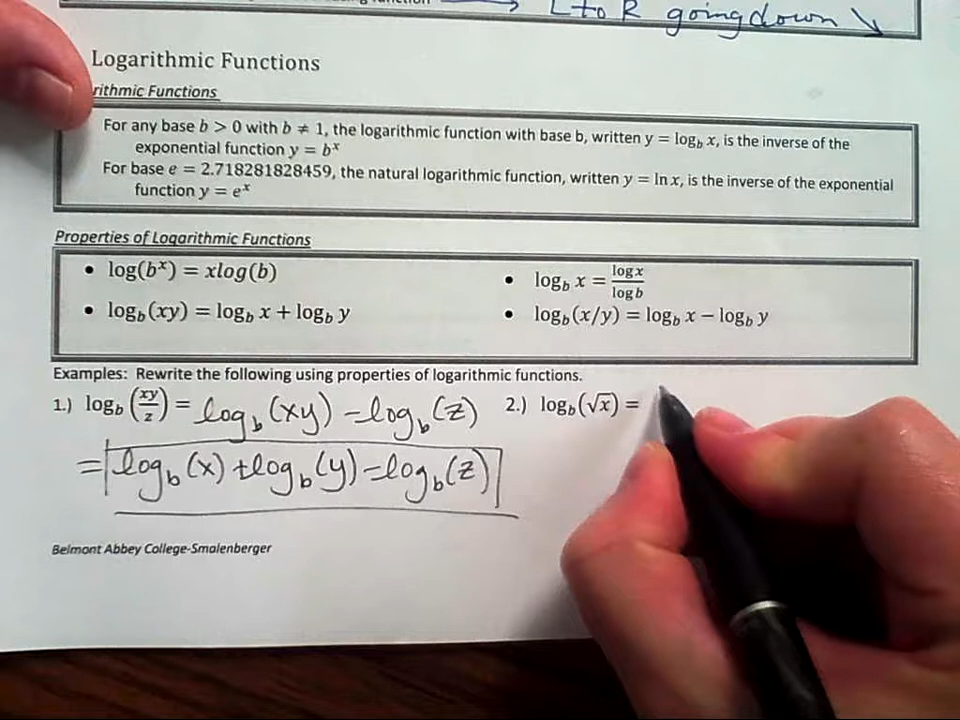 function
L to R going down
Logarithmic Functions
rithmic Functions
For any base b > 0 with b ≠ 1, the logarithmic function with base b, written y = log_b x, is the inverse of the
exponential function y = b^x
For base e = 2.718281828459, the natural logarithmic function, written y = ln x, is the inverse of the exponential
function y = e^x
Properties of Logarithmic Functions
• log(b^x) = xlog(b)
• log_b x = log x / log b
• log_b(xy) = log_b x + log_b y
• log_b(x/y) = log_b x − log_b y
Examples: Rewrite the following using properties of logarithmic functions.
1.) log_b (xy/z) = log_b (xy) − log_b (z)
2.) log_b(√x) =
= log_b (x) + log_b (y) − log_b (z)
Belmont Abbey College-Smolenberger